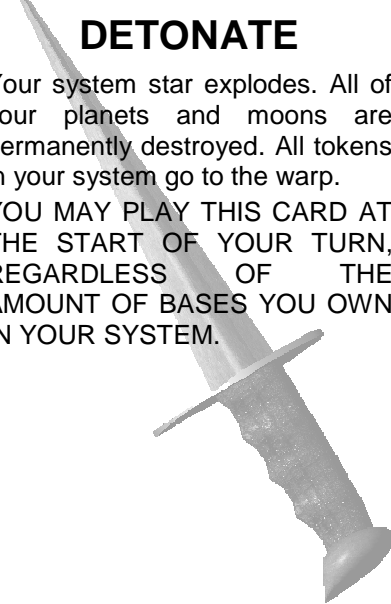 DETONATE
Your system star explodes. All of
your planets and moons are
permanently destroyed. All tokens
in your system go to the warp.
YOU MAY PLAY THIS CARD AT
THE START OF YOUR TURN,
REGARDLESS OF THE
AMOUNT OF BASES YOU OWN
IN YOUR SYSTEM.